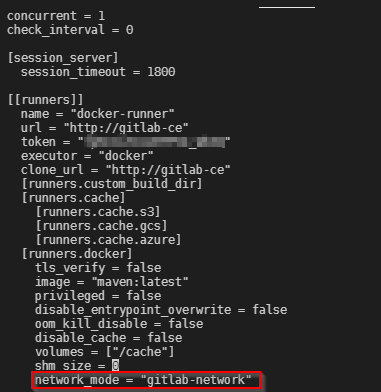 concurrent = 1
check_interval = 0
[session_server]
session_timeout = 1800
[[runners]]
name = "docker-runner"
url = "http://gitlab-ce"
token = "
executor = "docker"
clone_url = "http://gitlab-ce"
[runners.custom_build_dir]
[runners.cache]
[runners.cache.s3]
[runners.cache.gcs]
[runners.cache.azure]
[runners.docker]
tls_verify = false
image = "maven:latest"
privileged = false
disable_entrypoint_overwrite = false
oom_kill_disable = false
disable_cache = false
volumes = ["/cache"]
shm_size = 0
network_mode = "gitlab-network"